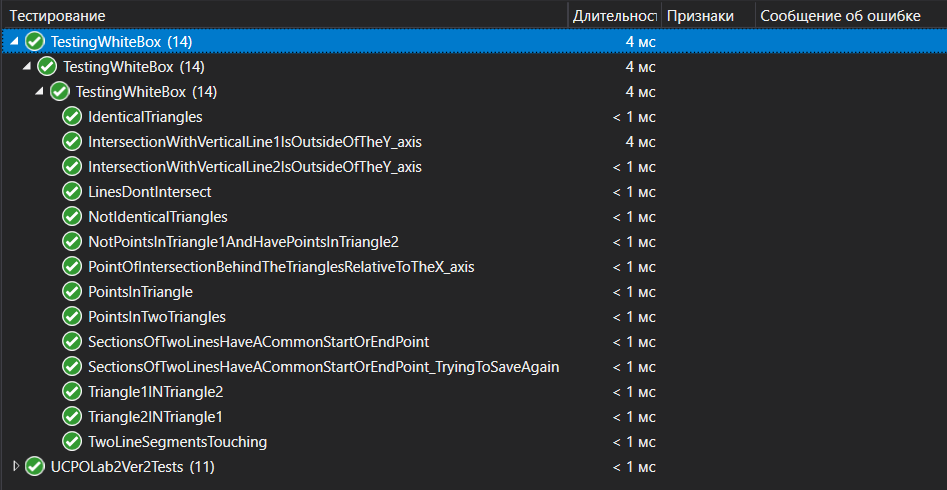 Тестирование Длительност Признаки Сообщение об ошибке
TestingWhiteBox (14) 4 мс
TestingWhiteBox (14) 4 мс
TestingWhiteBox (14) 4 мс
IdenticalTriangles < 1 мс
IntersectionWithVerticalLine1IsOutsideOfTheY_axis 4 мс
IntersectionWithVerticalLine2IsOutsideOfTheY_axis < 1 мс
LinesDontIntersect < 1 мс
NotIdenticalTriangles < 1 мс
NotPointsInTriangle1AndHavePointsInTriangle2 < 1 мс
PointOfIntersectionBehindTheTrianglesRelativeToTheX_axis < 1 мс
PointsInTriangle < 1 мс
PointsInTwoTriangles < 1 мс
SectionsOfTwoLinesHaveACommonStartOrEndPoint < 1 мс
SectionsOfTwoLinesHaveACommonStartOrEndPoint_TryingToSaveAgain < 1 мс
Triangle1INTriangle2 < 1 мс
Triangle2INTriangle1 < 1 мс
TwoLineSegmentsTouching < 1 мс
UCPOLab2Ver2Tests (11) < 1 мс